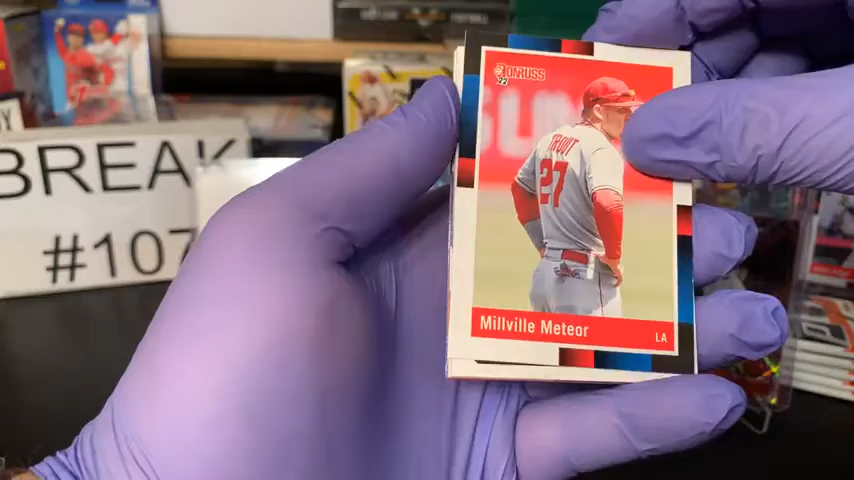 BREAK
#107
DONRUSS
22
TROUT
27
Millville Meteor
LA